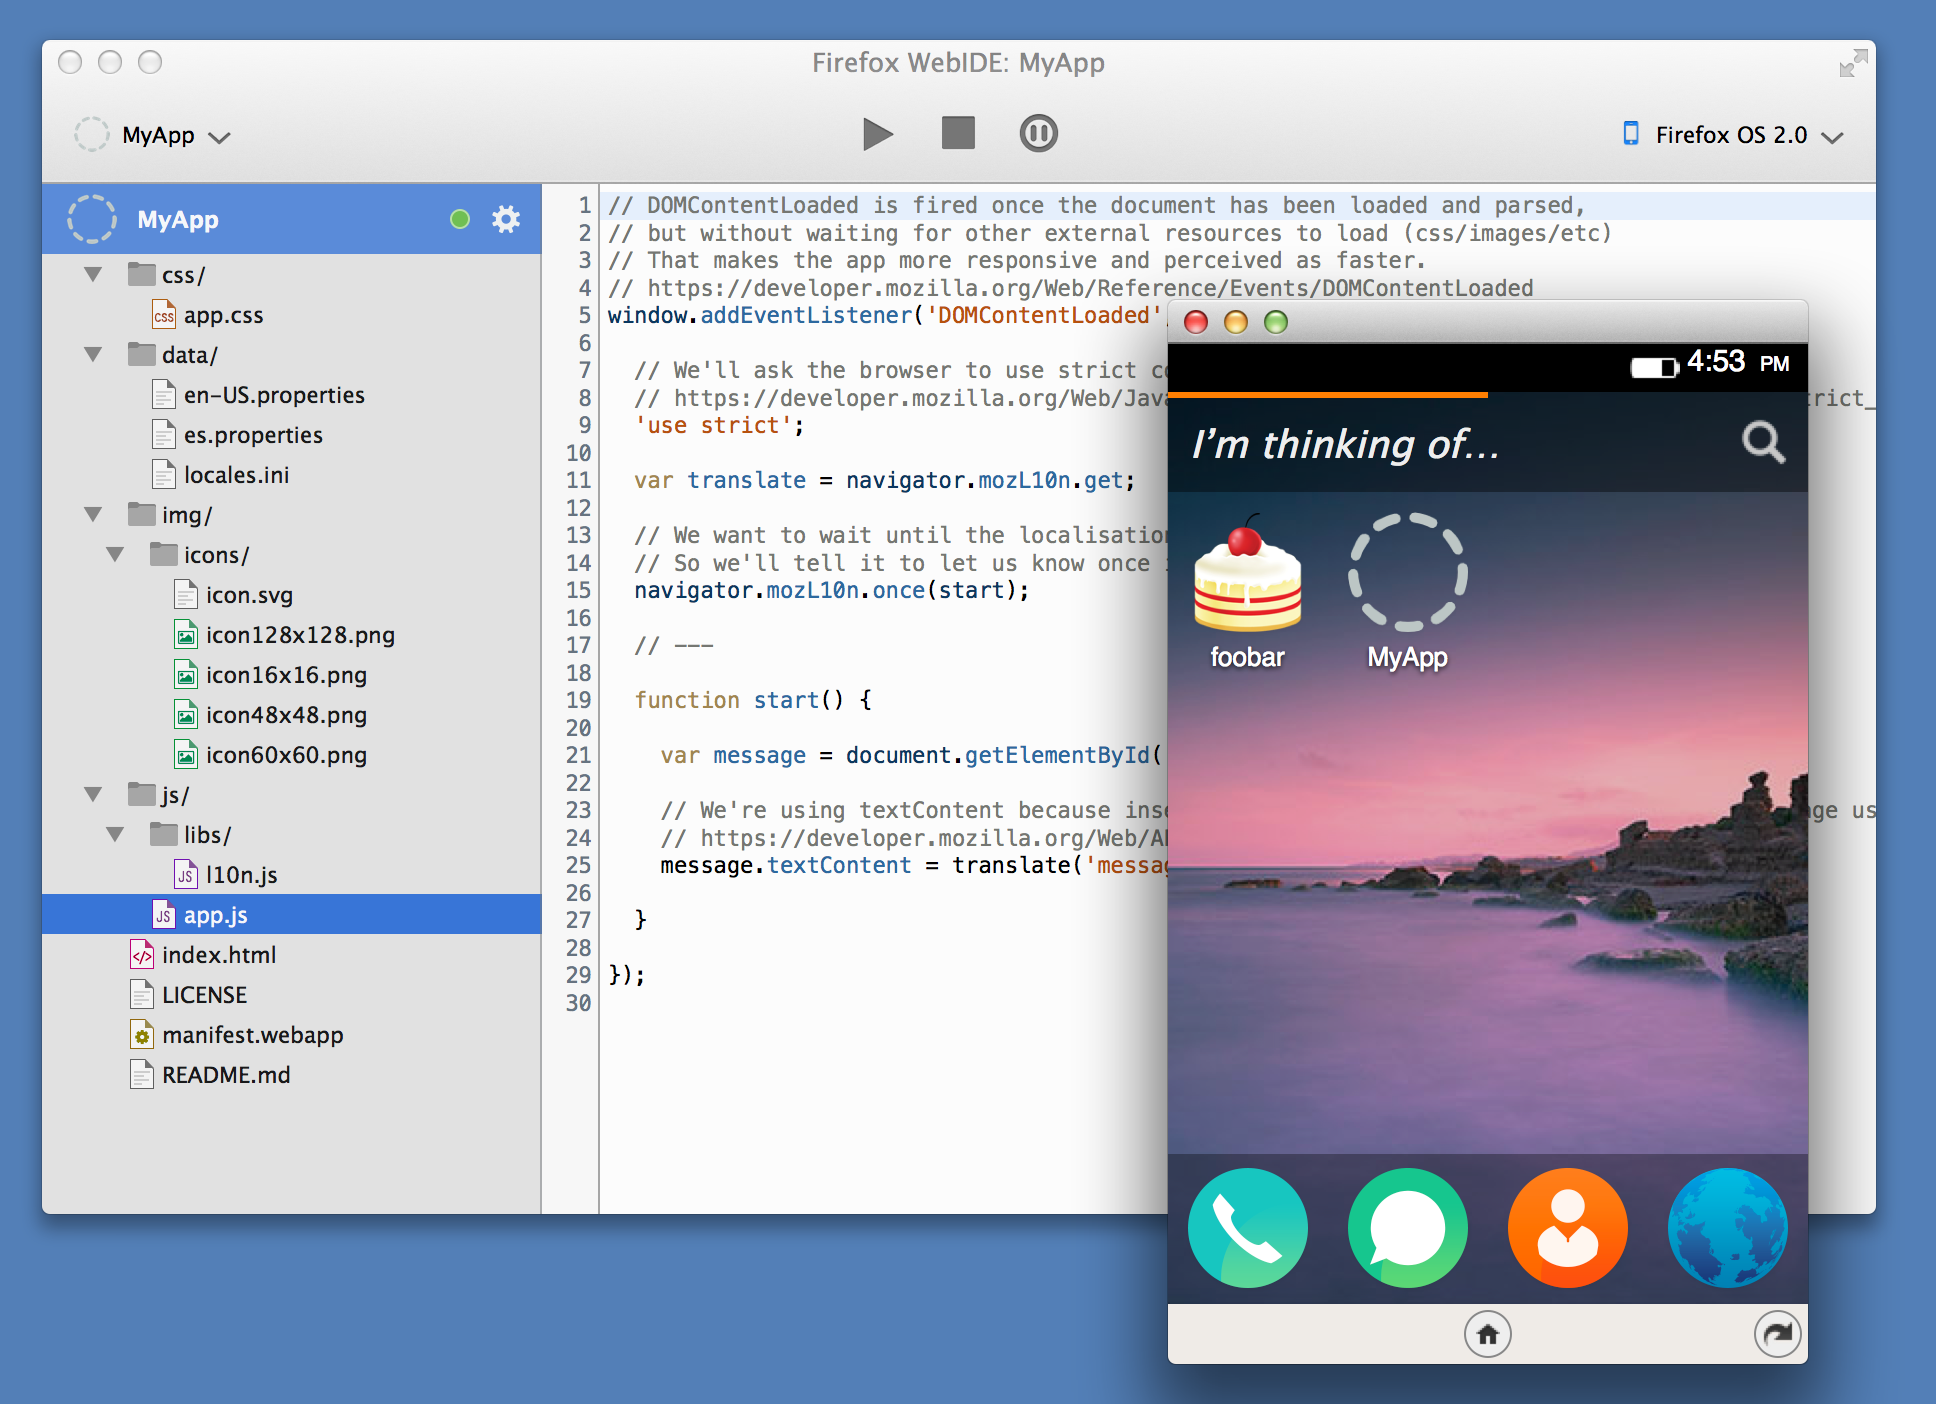 Firefox WebIDE: MyApp
MyApp
Firefox OS 2.0
MyApp
css/
app.css
data/
en-US.properties
es.properties
locales.ini
img/
icons/
icon.svg
icon128x128.png
icon16x16.png
icon48x48.png
icon60x60.png
js/
libs/
l10n.js
app.js
index.html
LICENSE
manifest.webapp
README.md
1 // DOMContentLoaded is fired once the document has been loaded and parsed,
2 // but without waiting for other external resources to load (css/images/etc)
3 // That makes the app more responsive and perceived as faster.
4 // https://developer.mozilla.org/Web/Reference/Events/DOMContentLoaded
5 window.addEventListener('DOMContentLoaded'
6
7 // We'll ask the browser to use strict
8 // https://developer.mozilla.org/Web/Java
9 'use strict';
10
11 var translate = navigator.mozL10n.get;
12
13 // We want to wait until the localisation
14 // So we'll tell it to let us know once
15 navigator.mozL10n.once(start);
16
17 // ---
18
19 function start() {
20
21 var message = document.getElementById(
22
23 // We're using textContent because inse
24 // https://developer.mozilla.org/Web/A
25 message.textContent = translate('messag
26
27 }
28
29 });
30
4:53 PM
I'm thinking of...
foobar
MyApp